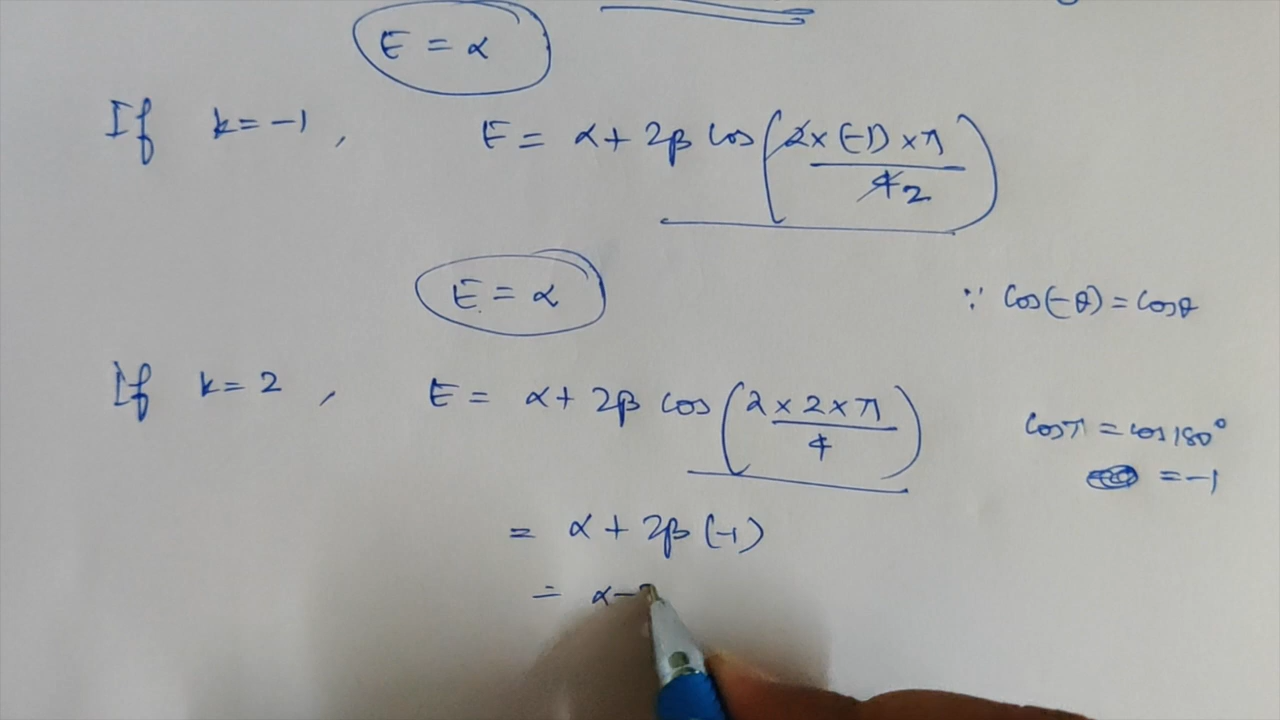 E = α
If k=-1, E = α+2β cos(2×(-1)×π/4 2)
E = α
∵ cos(-θ)=cosθ
If k=2, E = α+2β cos(2×2×π/4)
cosπ = cos180°
= -1
= α+2β(-1)
= α-